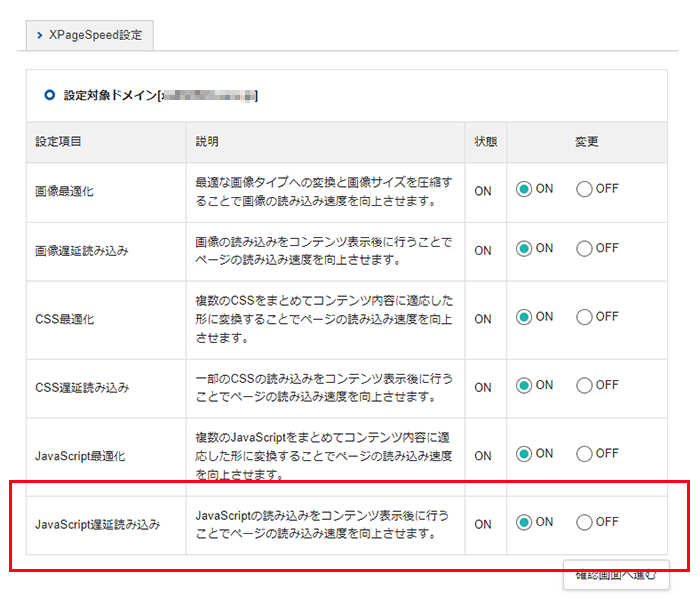 XPageSpeed設定
設定対象ドメイン[
設定項目 説明 状態 変更
画像最適化
最適な画像タイプへの変換と画像サイズを圧縮す
ることで画像の読み込み速度を向上させます。
ON ON OFF
画像遅延読み込み
画像の読み込みをコンテンツ表示後に行うことで
ページの読み込み速度を向上させます。
ON ON OFF
CSS最適化
複数のCSSをまとめてコンテンツ内容に適応した
形に変換することでページの読み込み速度を向上
させます。
ON ON OFF
CSS遅延読み込み
一部のCSSの読み込みをコンテンツ表示後に行う
ことでページの読み込み速度を向上させます。
ON ON OFF
JavaScript最適化
複数のJavaScriptをまとめてコンテンツ内容に適
応した形に変換することでページの読み込み速度
を向上させます。
ON ON OFF
JavaScript遅延読み込み
JavaScriptの読み込みをコンテンツ表示後に行う
ことでページの読み込み速度を向上させます。
ON ON OFF
確認画面へ進む